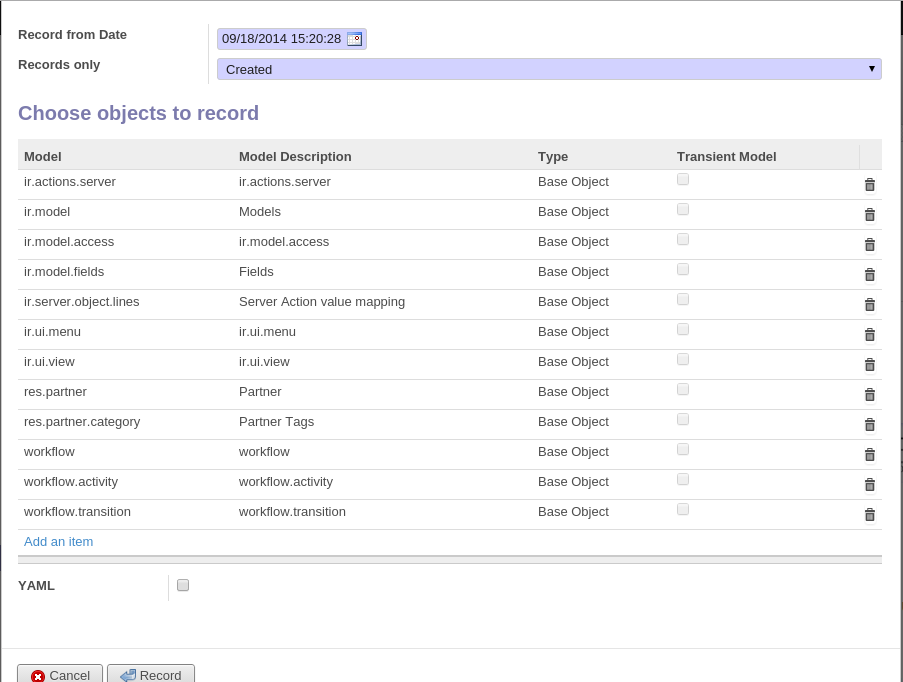 Record from Date 09/18/2014 15:20:28
Records only Created
Choose objects to record
Model Model Description Type Transient Model
ir.actions.server ir.actions.server Base Object
ir.model Models Base Object
ir.model.access ir.model.access Base Object
ir.model.fields Fields Base Object
ir.server.object.lines Server Action value mapping Base Object
ir.ui.menu ir.ui.menu Base Object
ir.ui.view ir.ui.view Base Object
res.partner Partner Base Object
res.partner.category Partner Tags Base Object
workflow workflow Base Object
workflow.activity workflow.activity Base Object
workflow.transition workflow.transition Base Object
Add an item
YAML
Cancel Record